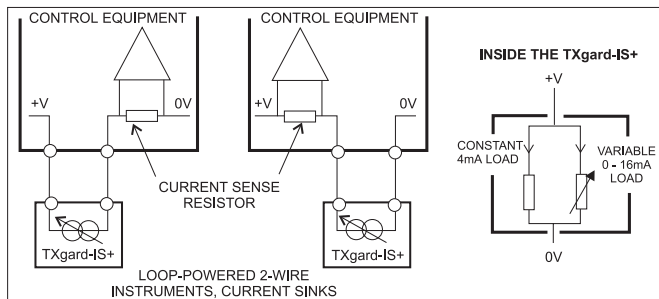 CONTROL EQUIPMENT
+V
0V
CONTROL EQUIPMENT
+V
0V
CURRENT SENSE
RESISTOR
TXgard-IS+
TXgard-IS+
LOOP-POWERED 2-WIRE
INSTRUMENTS, CURRENT SINKS
INSIDE THE TXgard-IS+
+V
CONSTANT
4mA LOAD
VARIABLE
0 - 16mA
LOAD
0V